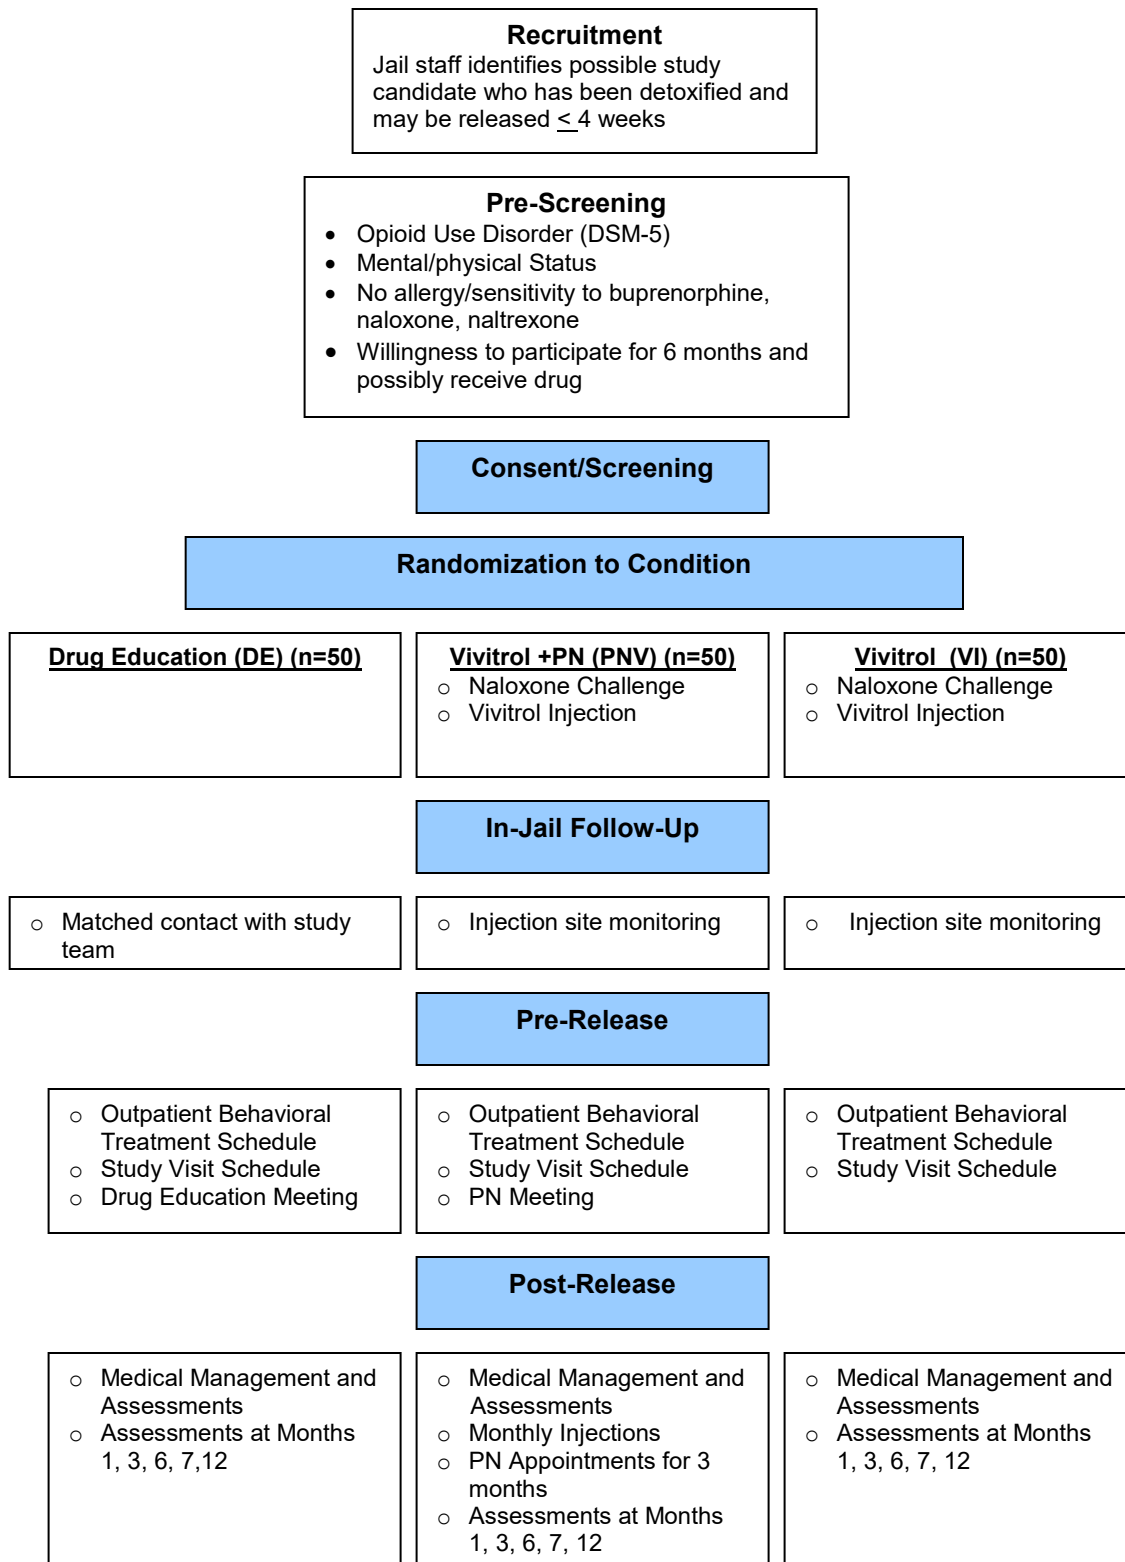 Recruitment
Jail staff identifies possible study
candidate who has been detoxified and
may be released < 4 weeks
Pre-Screening
• Opioid Use Disorder (DSM-5)
• Mental/physical Status
• No allergy/sensitivity to buprenorphine,
naloxone, naltrexone
• Willingness to participate for 6 months and
possibly receive drug
Consent/Screening
Randomization to Condition
Drug Education (DE) (n=50)
Vivitrol +PN (PNV) (n=50)
○ Naloxone Challenge
○ Vivitrol Injection
Vivitrol (VI) (n=50)
○ Naloxone Challenge
○ Vivitrol Injection
In-Jail Follow-Up
○ Matched contact with study
team
○ Injection site monitoring
○ Injection site monitoring
Pre-Release
○ Outpatient Behavioral
Treatment Schedule
○ Study Visit Schedule
○ Drug Education Meeting
○ Outpatient Behavioral
Treatment Schedule
○ Study Visit Schedule
○ PN Meeting
○ Outpatient Behavioral
Treatment Schedule
○ Study Visit Schedule
Post-Release
○ Medical Management and
Assessments
○ Assessments at Months
1, 3, 6, 7,12
○ Medical Management and
Assessments
○ Monthly Injections
○ PN Appointments for 3
months
○ Assessments at Months
1, 3, 6, 7, 12
○ Medical Management and
Assessments
○ Assessments at Months
1, 3, 6, 7, 12